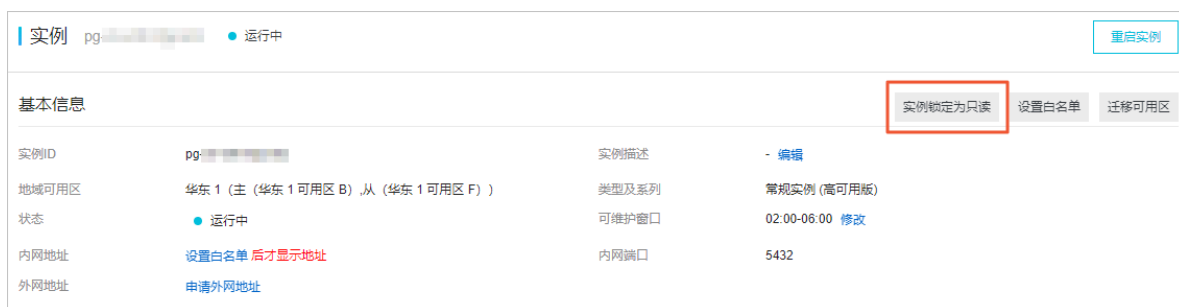 实例 pg- 运行中 重启实例
基本信息 实例锁定为只读 设置白名单 迁移可用区
实例ID pg- 实例描述 - 编辑
地域可用区 华东 1（主（华东 1 可用区 B）,从（华东 1 可用区 F）） 类型及系列 常规实例 (高可用版)
状态 运行中 可维护窗口 02:00-06:00 修改
内网地址 设置白名单 后才显示地址 内网端口 5432
外网地址 申请外网地址